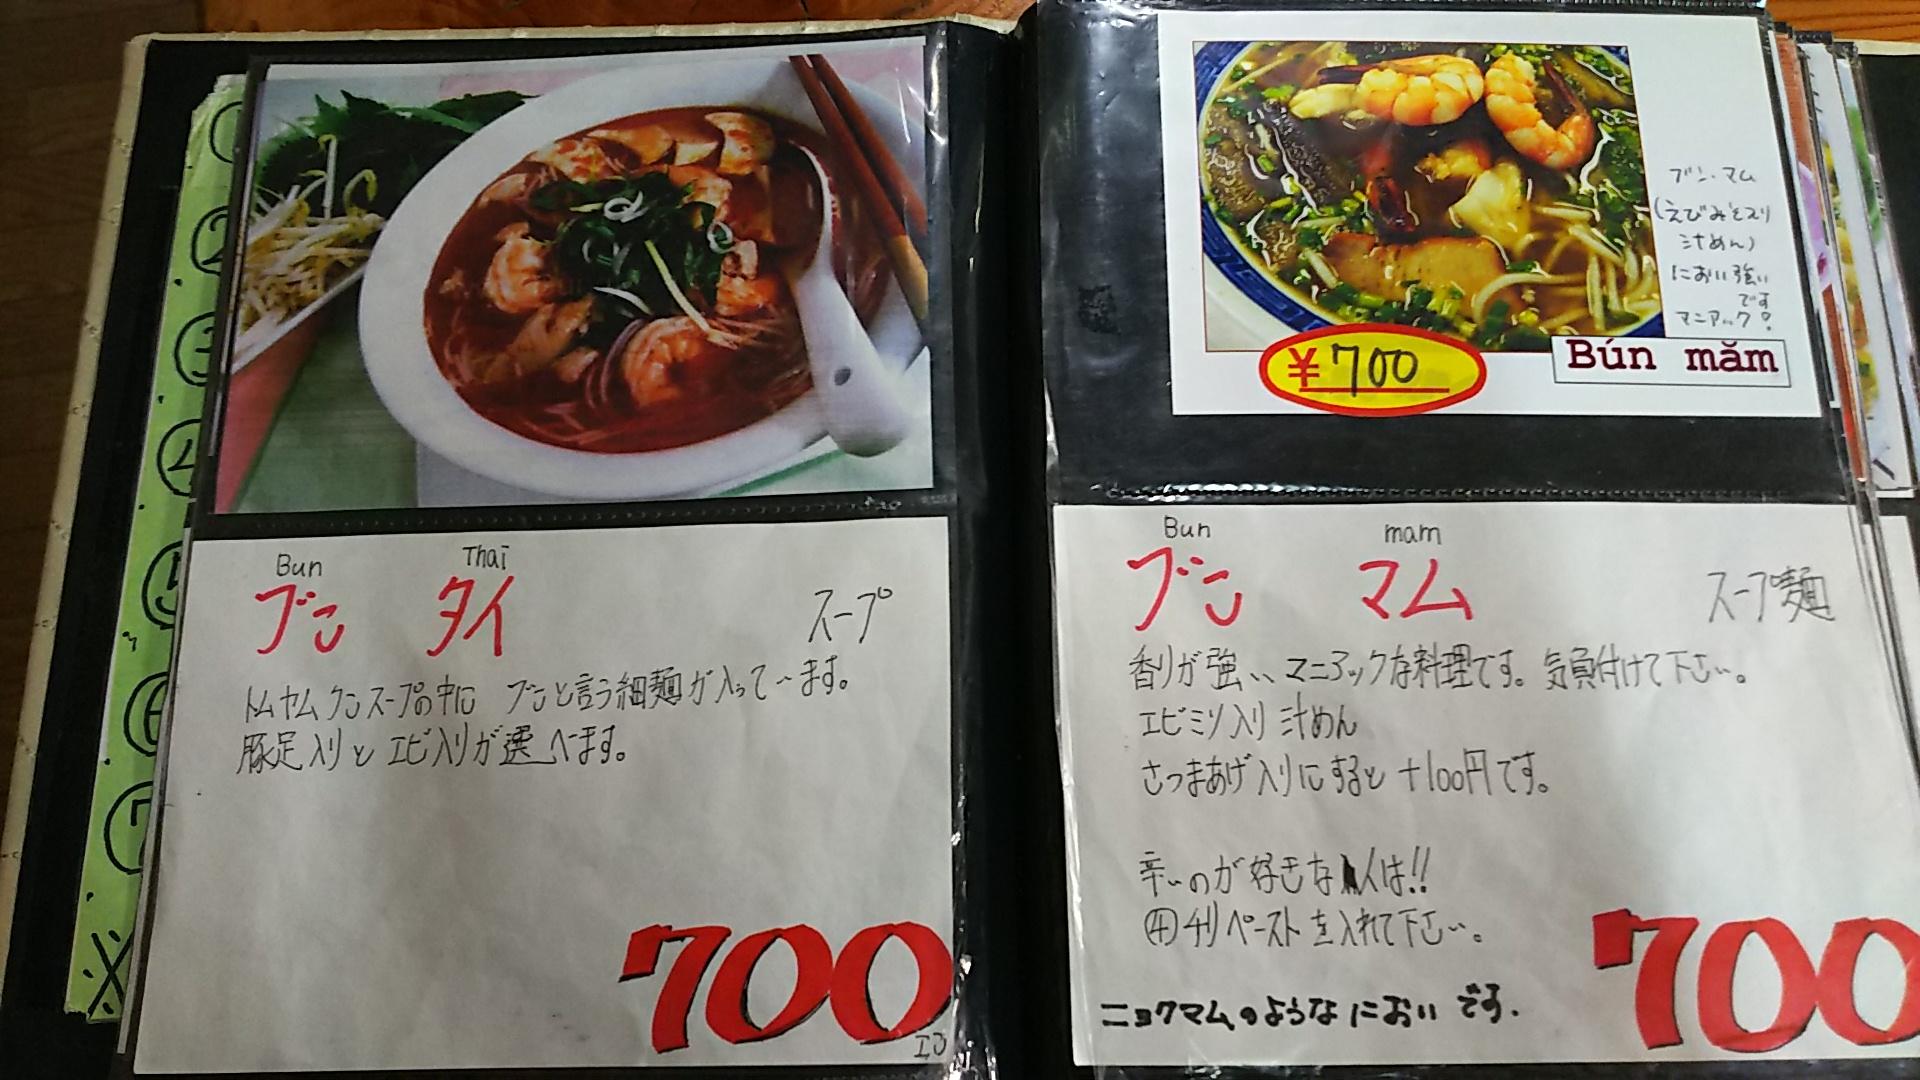 ②
③
④
⑤
⑥
⑦
※
Bun Thai
ブン タイ スープ
トムヤムクンスープの中に ブンと言う細麺が入っています。
豚足入りと エビ入りが選べます。
700
ブン・マム
(えびみそ入り
汁めん)
におい強い
です
マニアック!
¥700
Bún măm
Bun mam
ブン マム スープ麺
香りが強い、マニアックな料理です。気負付けて下さい。
エビミソ入り 汁めん
さつまあげ入りにすると +100円です。
辛いのが好きな人は!!
④チリペーストを入れて下さい。
ニョクマムのようなにおいです.
700